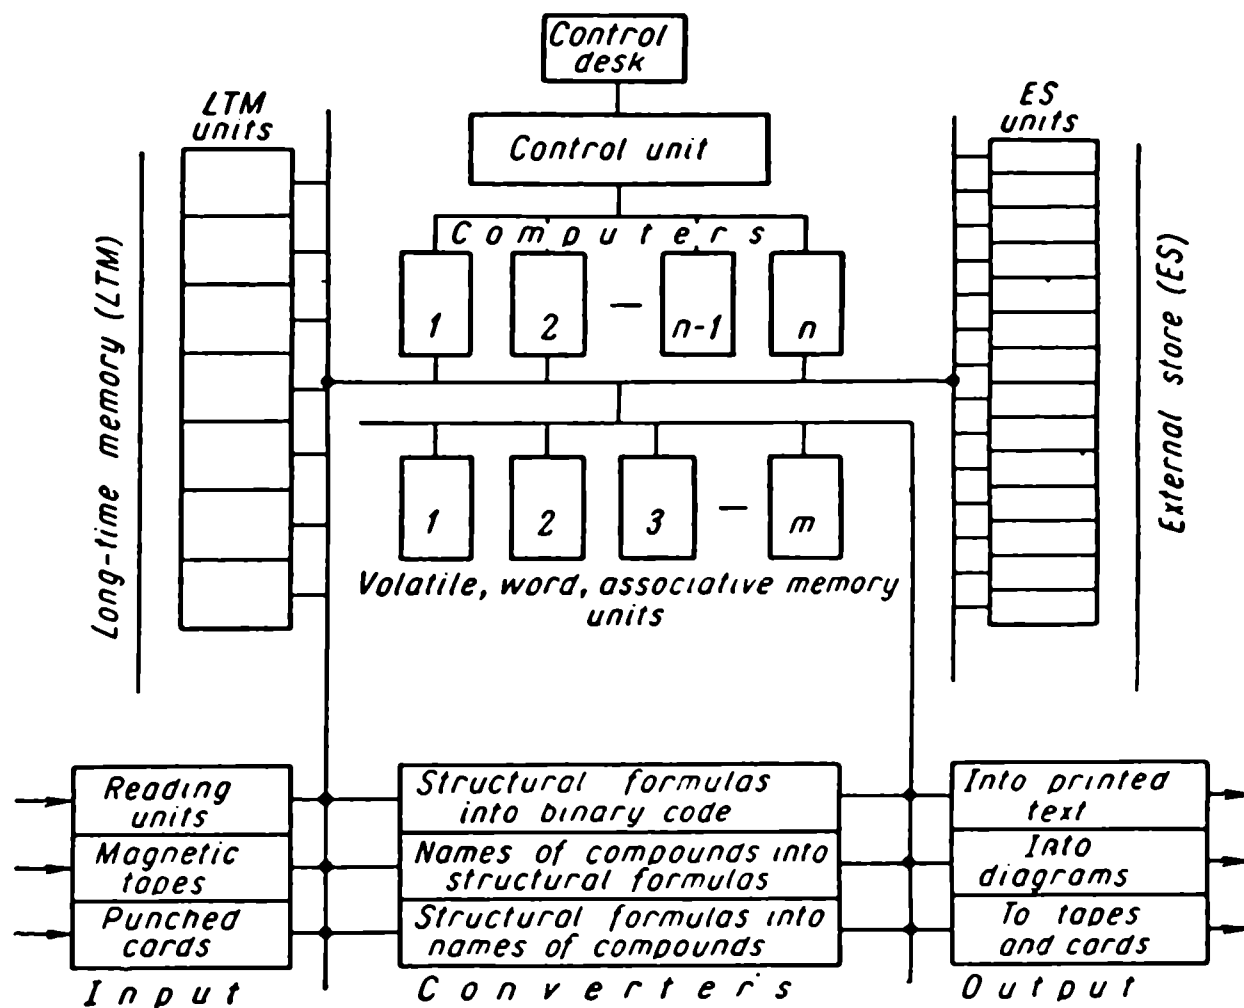 Control
desk
LTM
units
ES
units
Control unit
Computers
1
2
n-1
n
Long-time memory (LTM)
External store (ES)
1
2
3
m
Volatile, word, associative memory
units
Reading
units
Structural formulas
into binary code
Into printed
text
Magnetic
tapes
Names of compounds into
structural formulas
Into
diagrams
Punched
cards
Structural formulas into
names of compounds
To tapes
and cards
Input
Converters
Output